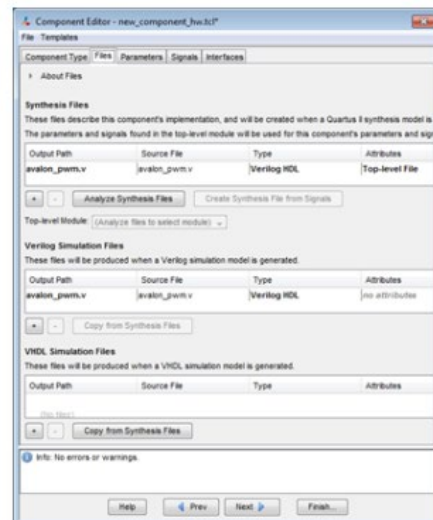 Component Editor - new_component_hw.tcl*
File Templates
Component Type Files Parameters Signals Interfaces
About Files
Synthesis Files
These files describe this component's implementation, and will be created when a Quartus II synthesis model is
The parameters and signals found in the top-level module will be used for this component's parameters and sign
Output Path Source File Type Attributes
avalon_pwm.v avalon_pwm.v Verilog HDL Top-level File
+ - Analyze Synthesis Files Create Synthesis File from Signals
Top-level Module: (Analyze files to select module)
Verilog Simulation Files
These files will be produced when a Verilog simulation model is generated.
Output Path Source File Type Attributes
avalon_pwm.v avalon_pwm.v Verilog HDL no attributes
+ - Copy from Synthesis Files
VHDL Simulation Files
These files will be produced when a VHDL simulation model is generated.
Output Path Source File Type Attributes
(No files)
+ - Copy from Synthesis Files
Info: No errors or warnings.
Help Prev Next Finish...